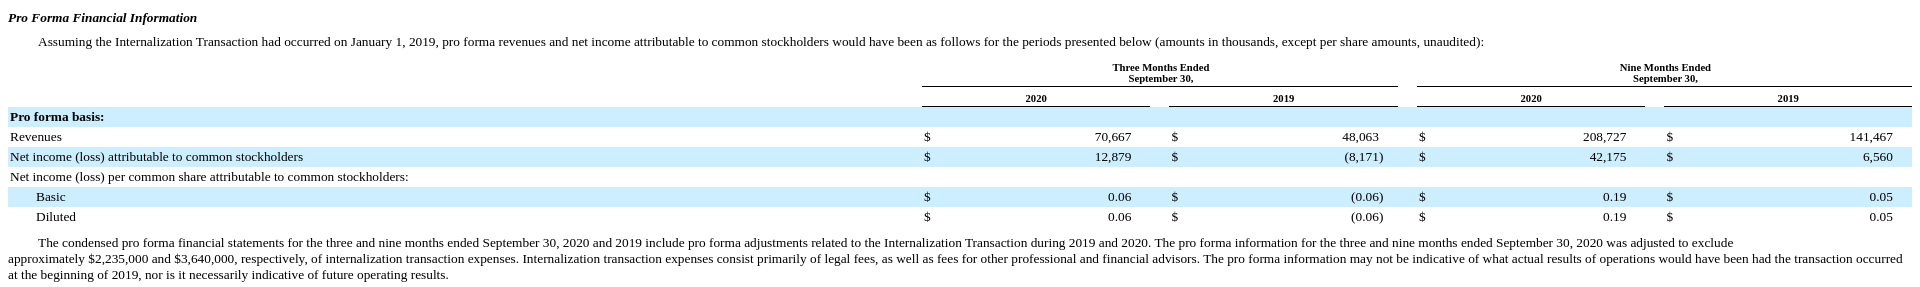 Pro Forma Financial Information
Assuming the Internalization Transaction had occurred on January 1, 2019, pro forma revenues and net income attributable to common stockholders would have been as follows for the periods presented below (amounts in thousands, except per share amounts, unaudited):
Three Months Ended Nine Months Ended
September 30, September 30,
2020 2019 2020 2019
Pro forma basis:
Revenues $ 70,667 $ 48,063 $ 208,727 $ 141,467
Net income (loss) attributable to common stockholders $ 12,879 $ (8,171) $ 42,175 $ 6,560
Net income (loss) per common share attributable to common stockholders:
Basic $ 0.06 $ (0.06) $ 0.19 $ 0.05
Diluted $ 0.06 $ (0.06) $ 0.19 $ 0.05
The condensed pro forma financial statements for the three and nine months ended September 30, 2020 and 2019 include pro forma adjustments related to the Internalization Transaction during 2019 and 2020. The pro forma information for the three and nine months ended September 30, 2020 was adjusted to exclude
approximately $2,235,000 and $3,640,000, respectively, of internalization transaction expenses. Internalization transaction expenses consist primarily of legal fees, as well as fees for other professional and financial advisors. The pro forma information may not be indicative of what actual results of operations would have been had the transaction occurred
at the beginning of 2019, nor is it necessarily indicative of future operating results.